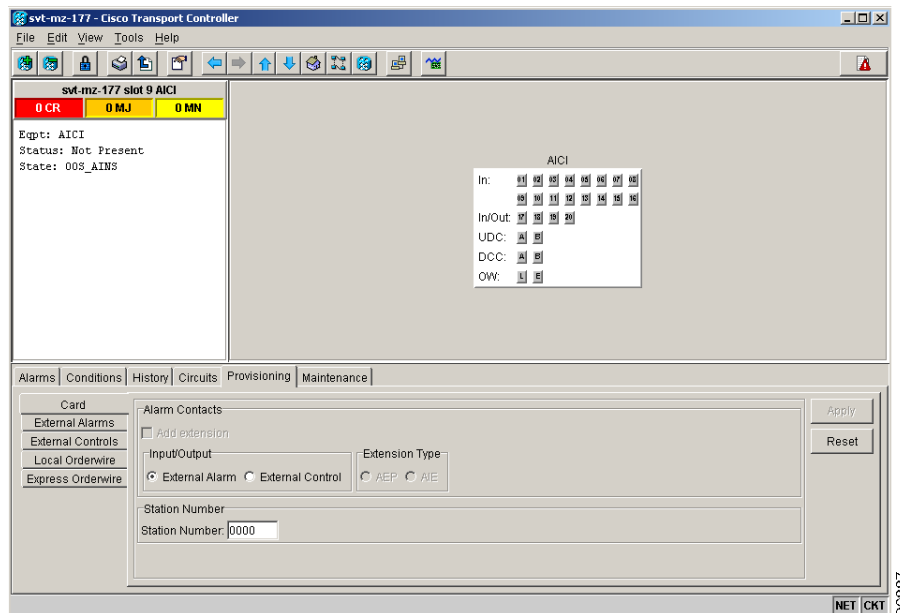 svt-mz-177 - Cisco Transport Controller
File Edit View Tools Help
svt-mz-177 slot 9 AICI
0 CR 0 MJ 0 MN
Eqpt: AICI
Status: Not Present
State: OOS_AINS
AICI
In: 01 02 03 04 05 06 07 08
09 10 11 12 13 14 15 16
In/Out: 17 18 19 20
UDC: A B
DCC: A B
OW: L E
Alarms Conditions History Circuits Provisioning Maintenance
Card
External Alarms
External Controls
Local Orderwire
Express Orderwire
Alarm Contacts
Add extension
Input/Output
External Alarm External Control
Extension Type
AEP AIE
Station Number
Station Number: 0000
Apply
Reset
NET CKT